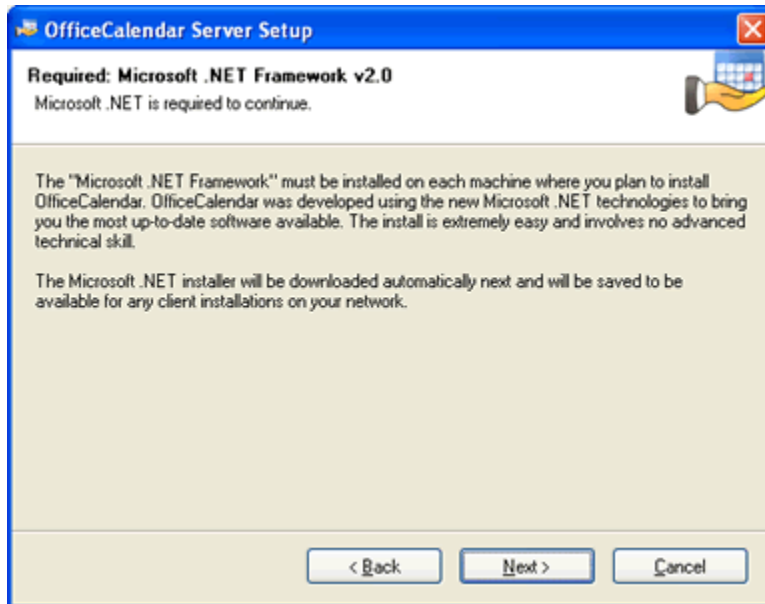 OfficeCalendar Server Setup
Required: Microsoft .NET Framework v2.0
Microsoft .NET is required to continue.
The "Microsoft .NET Framework" must be installed on each machine where you plan to install
OfficeCalendar. OfficeCalendar was developed using the new Microsoft .NET technologies to bring
you the most up-to-date software available. The install is extremely easy and involves no advanced
technical skill.
The Microsoft .NET installer will be downloaded automatically next and will be saved to be
available for any client installations on your network.
< Back Next > Cancel